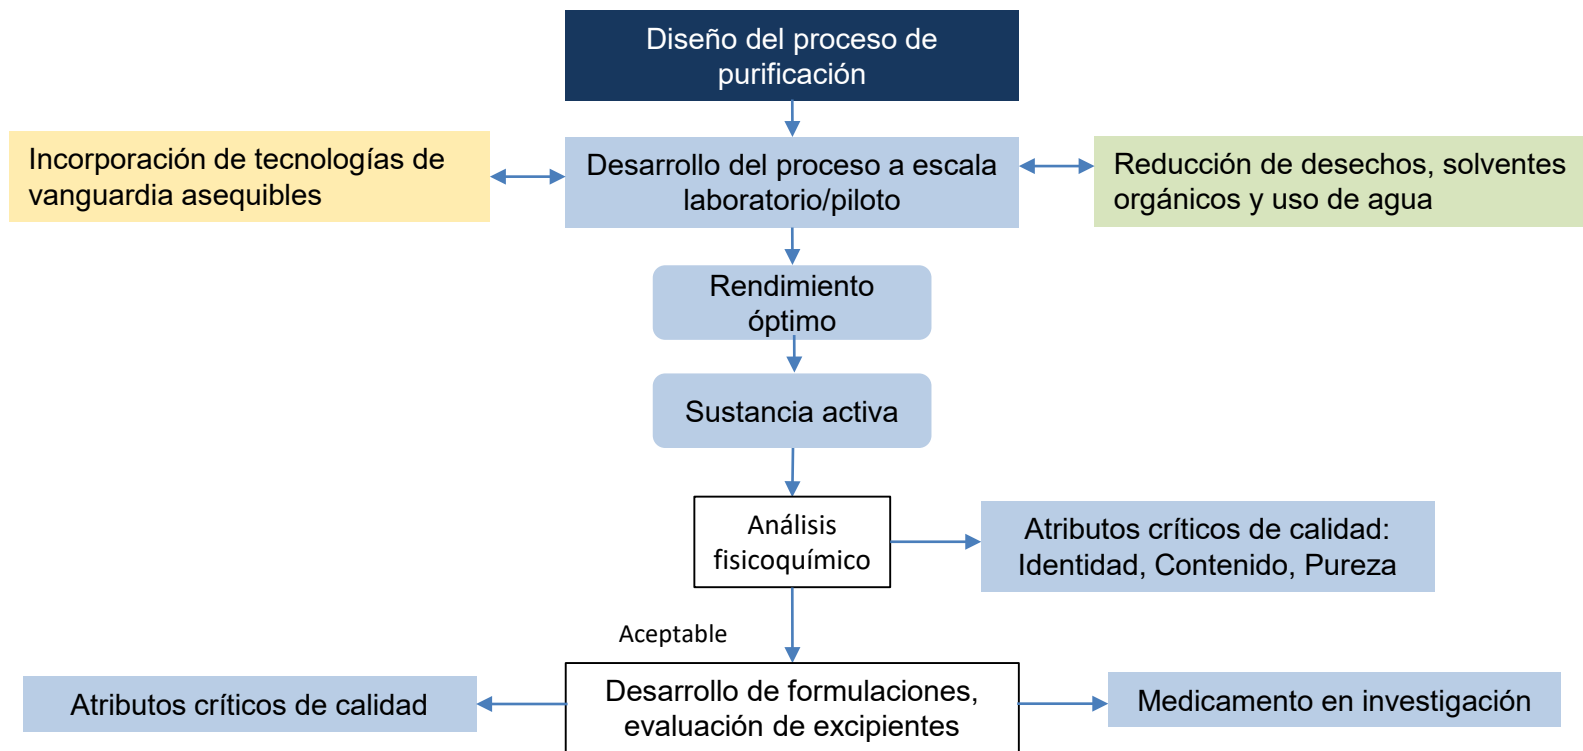 Diseño del proceso de
purificación
Incorporación de tecnologías de
vanguardia asequibles
Desarrollo del proceso a escala
laboratorio/piloto
Reducción de desechos, solventes
orgánicos y uso de agua
Rendimiento
óptimo
Sustancia activa
Análisis
fisicoquímico
Atributos críticos de calidad:
Identidad, Contenido, Pureza
Aceptable
Atributos críticos de calidad
Desarrollo de formulaciones,
evaluación de excipientes
Medicamento en investigación